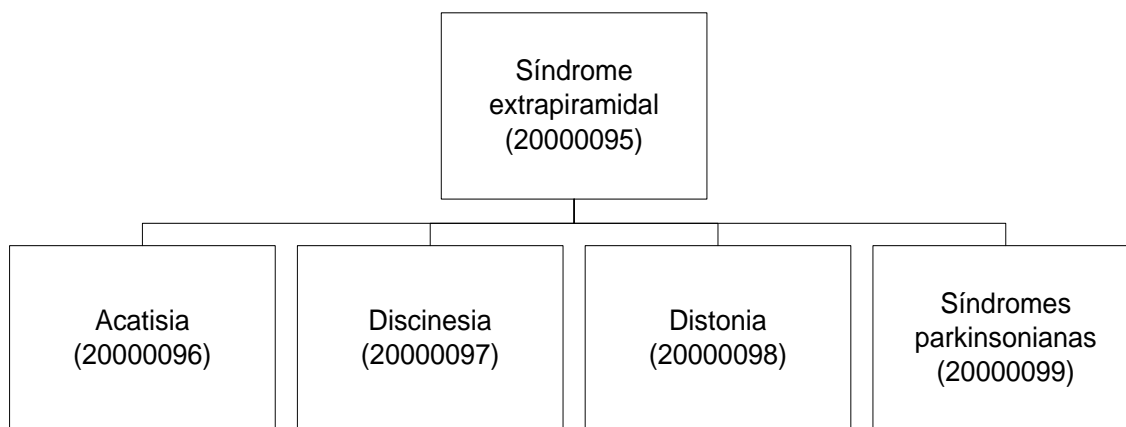 Síndrome
extrapiramidal
(20000095)
Acatisia
(20000096)
Discinesia
(20000097)
Distonia
(20000098)
Síndromes
parkinsonianas
(20000099)